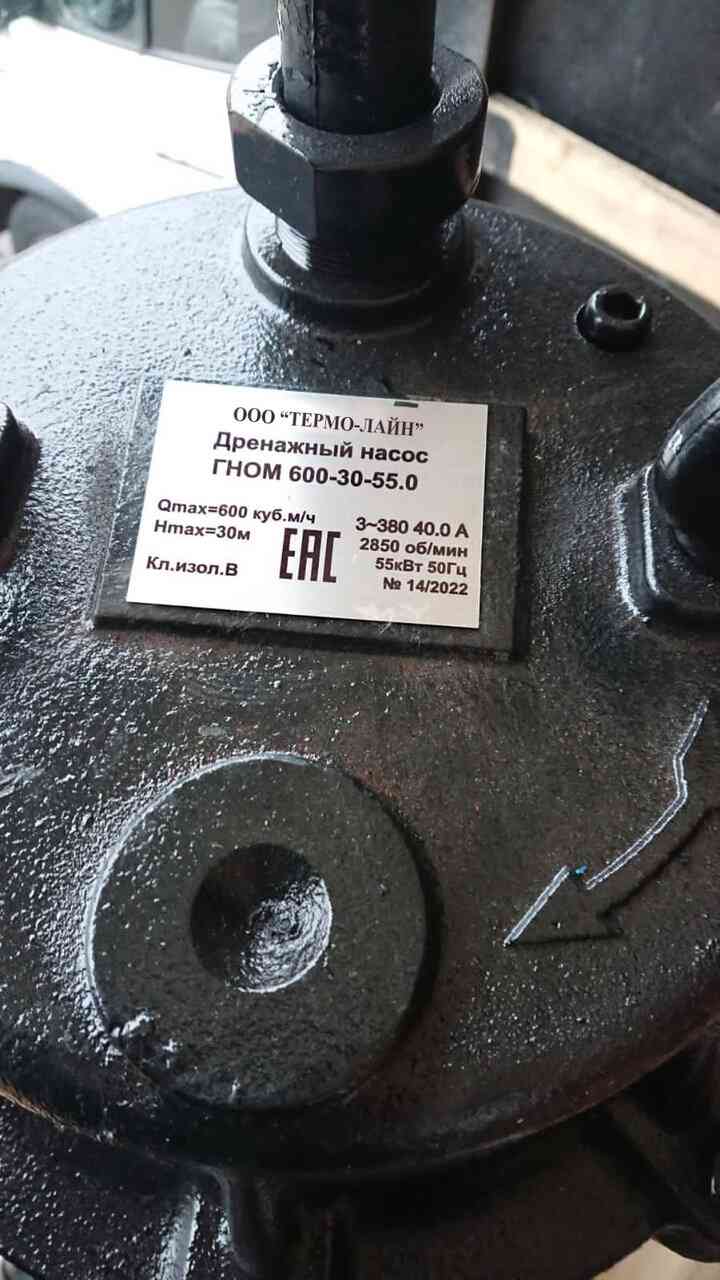 ООО “ТЕРМО-ЛАЙН”
Дренажный насос
ГНОМ 600-30-55.0
Qmax=600 куб.м/ч
Hmax=30м
Кл.изол.В
EAC
3~380 40.0 А
2850 об/мин
55кВт 50Гц
№ 14/2022